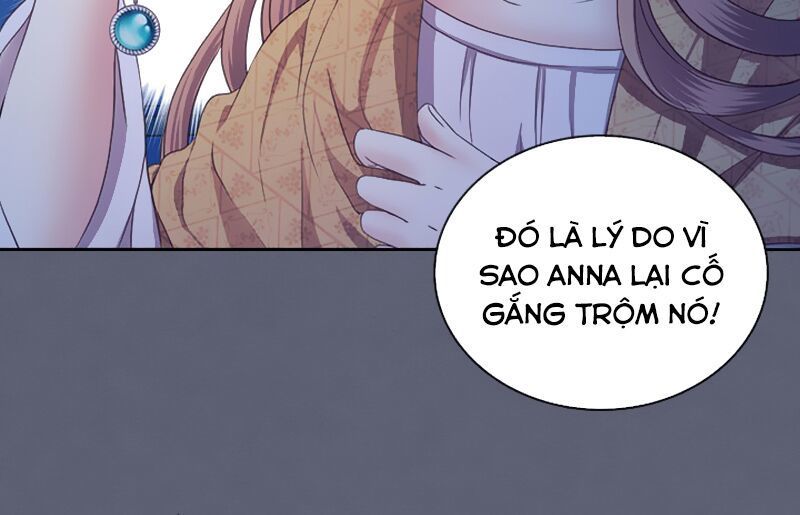 ĐÓ LÀ LÝ DO VÌ
SAO ANNA LẠI CỐ
GẮNG TRỘM NÓ!